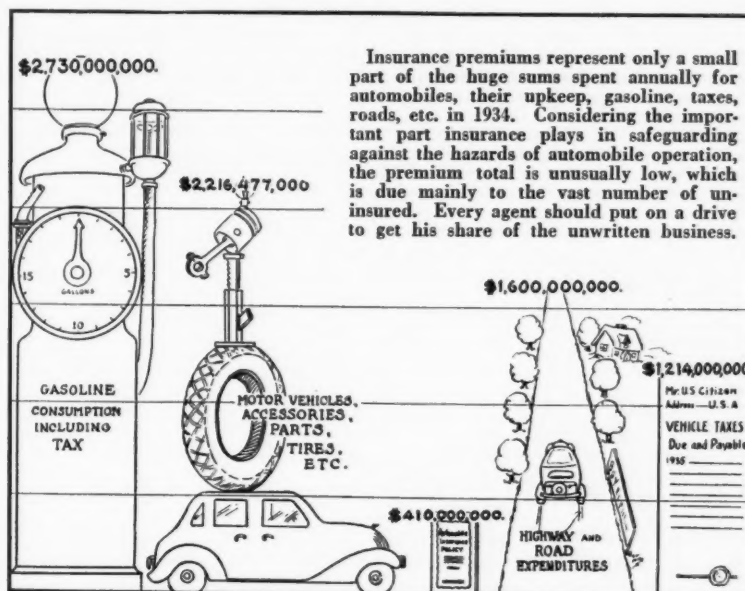 $2,730,000,000.
Insurance premiums represent only a small
part of the huge sums spent annually for
automobiles, their upkeep, gasoline, taxes,
roads, etc. in 1934. Considering the impor-
tant part insurance plays in safeguarding
against the hazards of automobile operation,
the premium total is unusually low, which
is due mainly to the vast number of un-
insured. Every agent should put on a drive
to get his share of the unwritten business.
$2,216,477,000
15
5
GALLONS
10
GASOLINE
CONSUMPTION
INCLUDING
TAX
MOTOR VEHICLES,
ACCESSORIES,
PARTS,
TIRES,
ETC.
$410,000,000.
Automobile
Insurance
POLICY
$1,600,000,000.
HIGHWAY AND
ROAD
EXPENDITURES
$1,214,000,000
Mr. U.S. Citizen
Address — U.S.A
VEHICLE TAXES
Due and Payable
1935